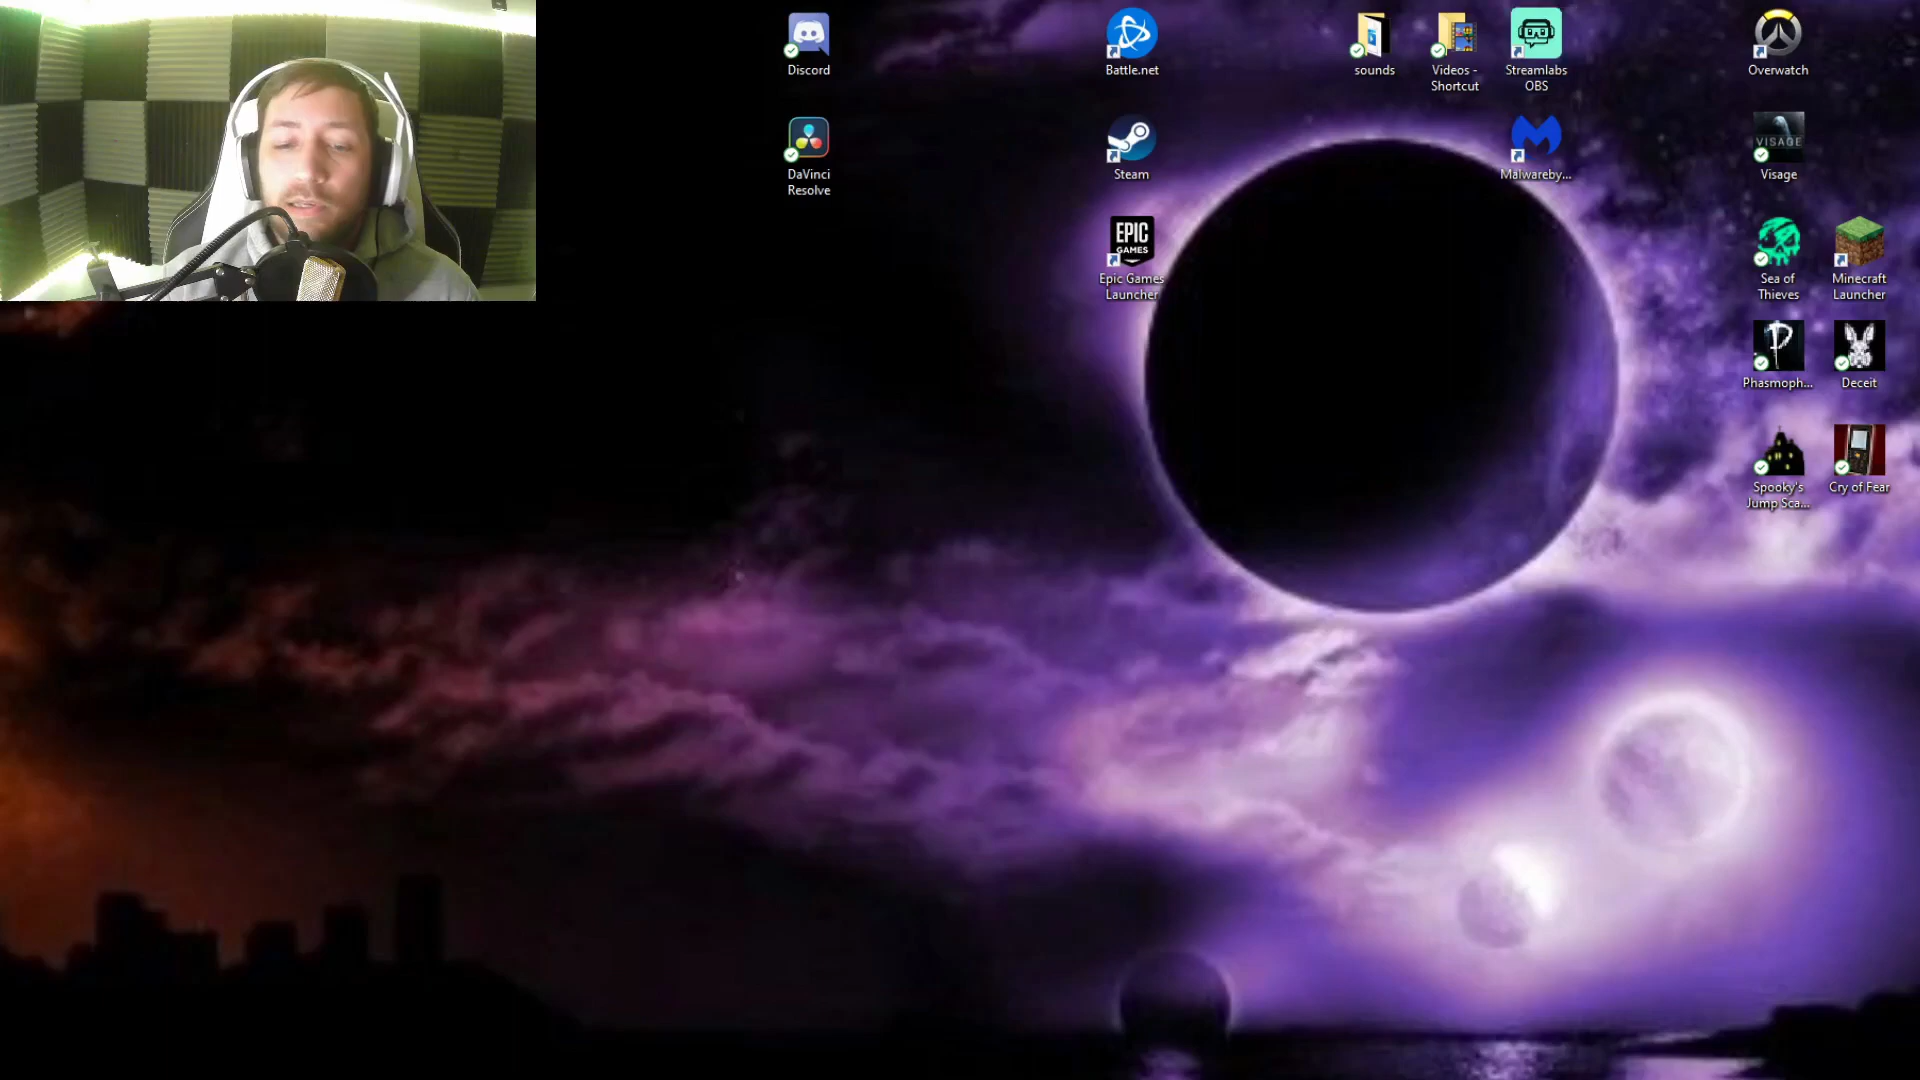 Discord
Battle.net
sounds
Videos -
Shortcut
Streamlabs
OBS
Overwatch
DaVinci
Resolve
Steam
Malwareby...
VISAGE
Visage
EPIC
GAMES
Epic Games
Launcher
Sea of
Thieves
Minecraft
Launcher
P
Phasmoph...
Deceit
Spooky's
Jump Sca...
Cry of Fear